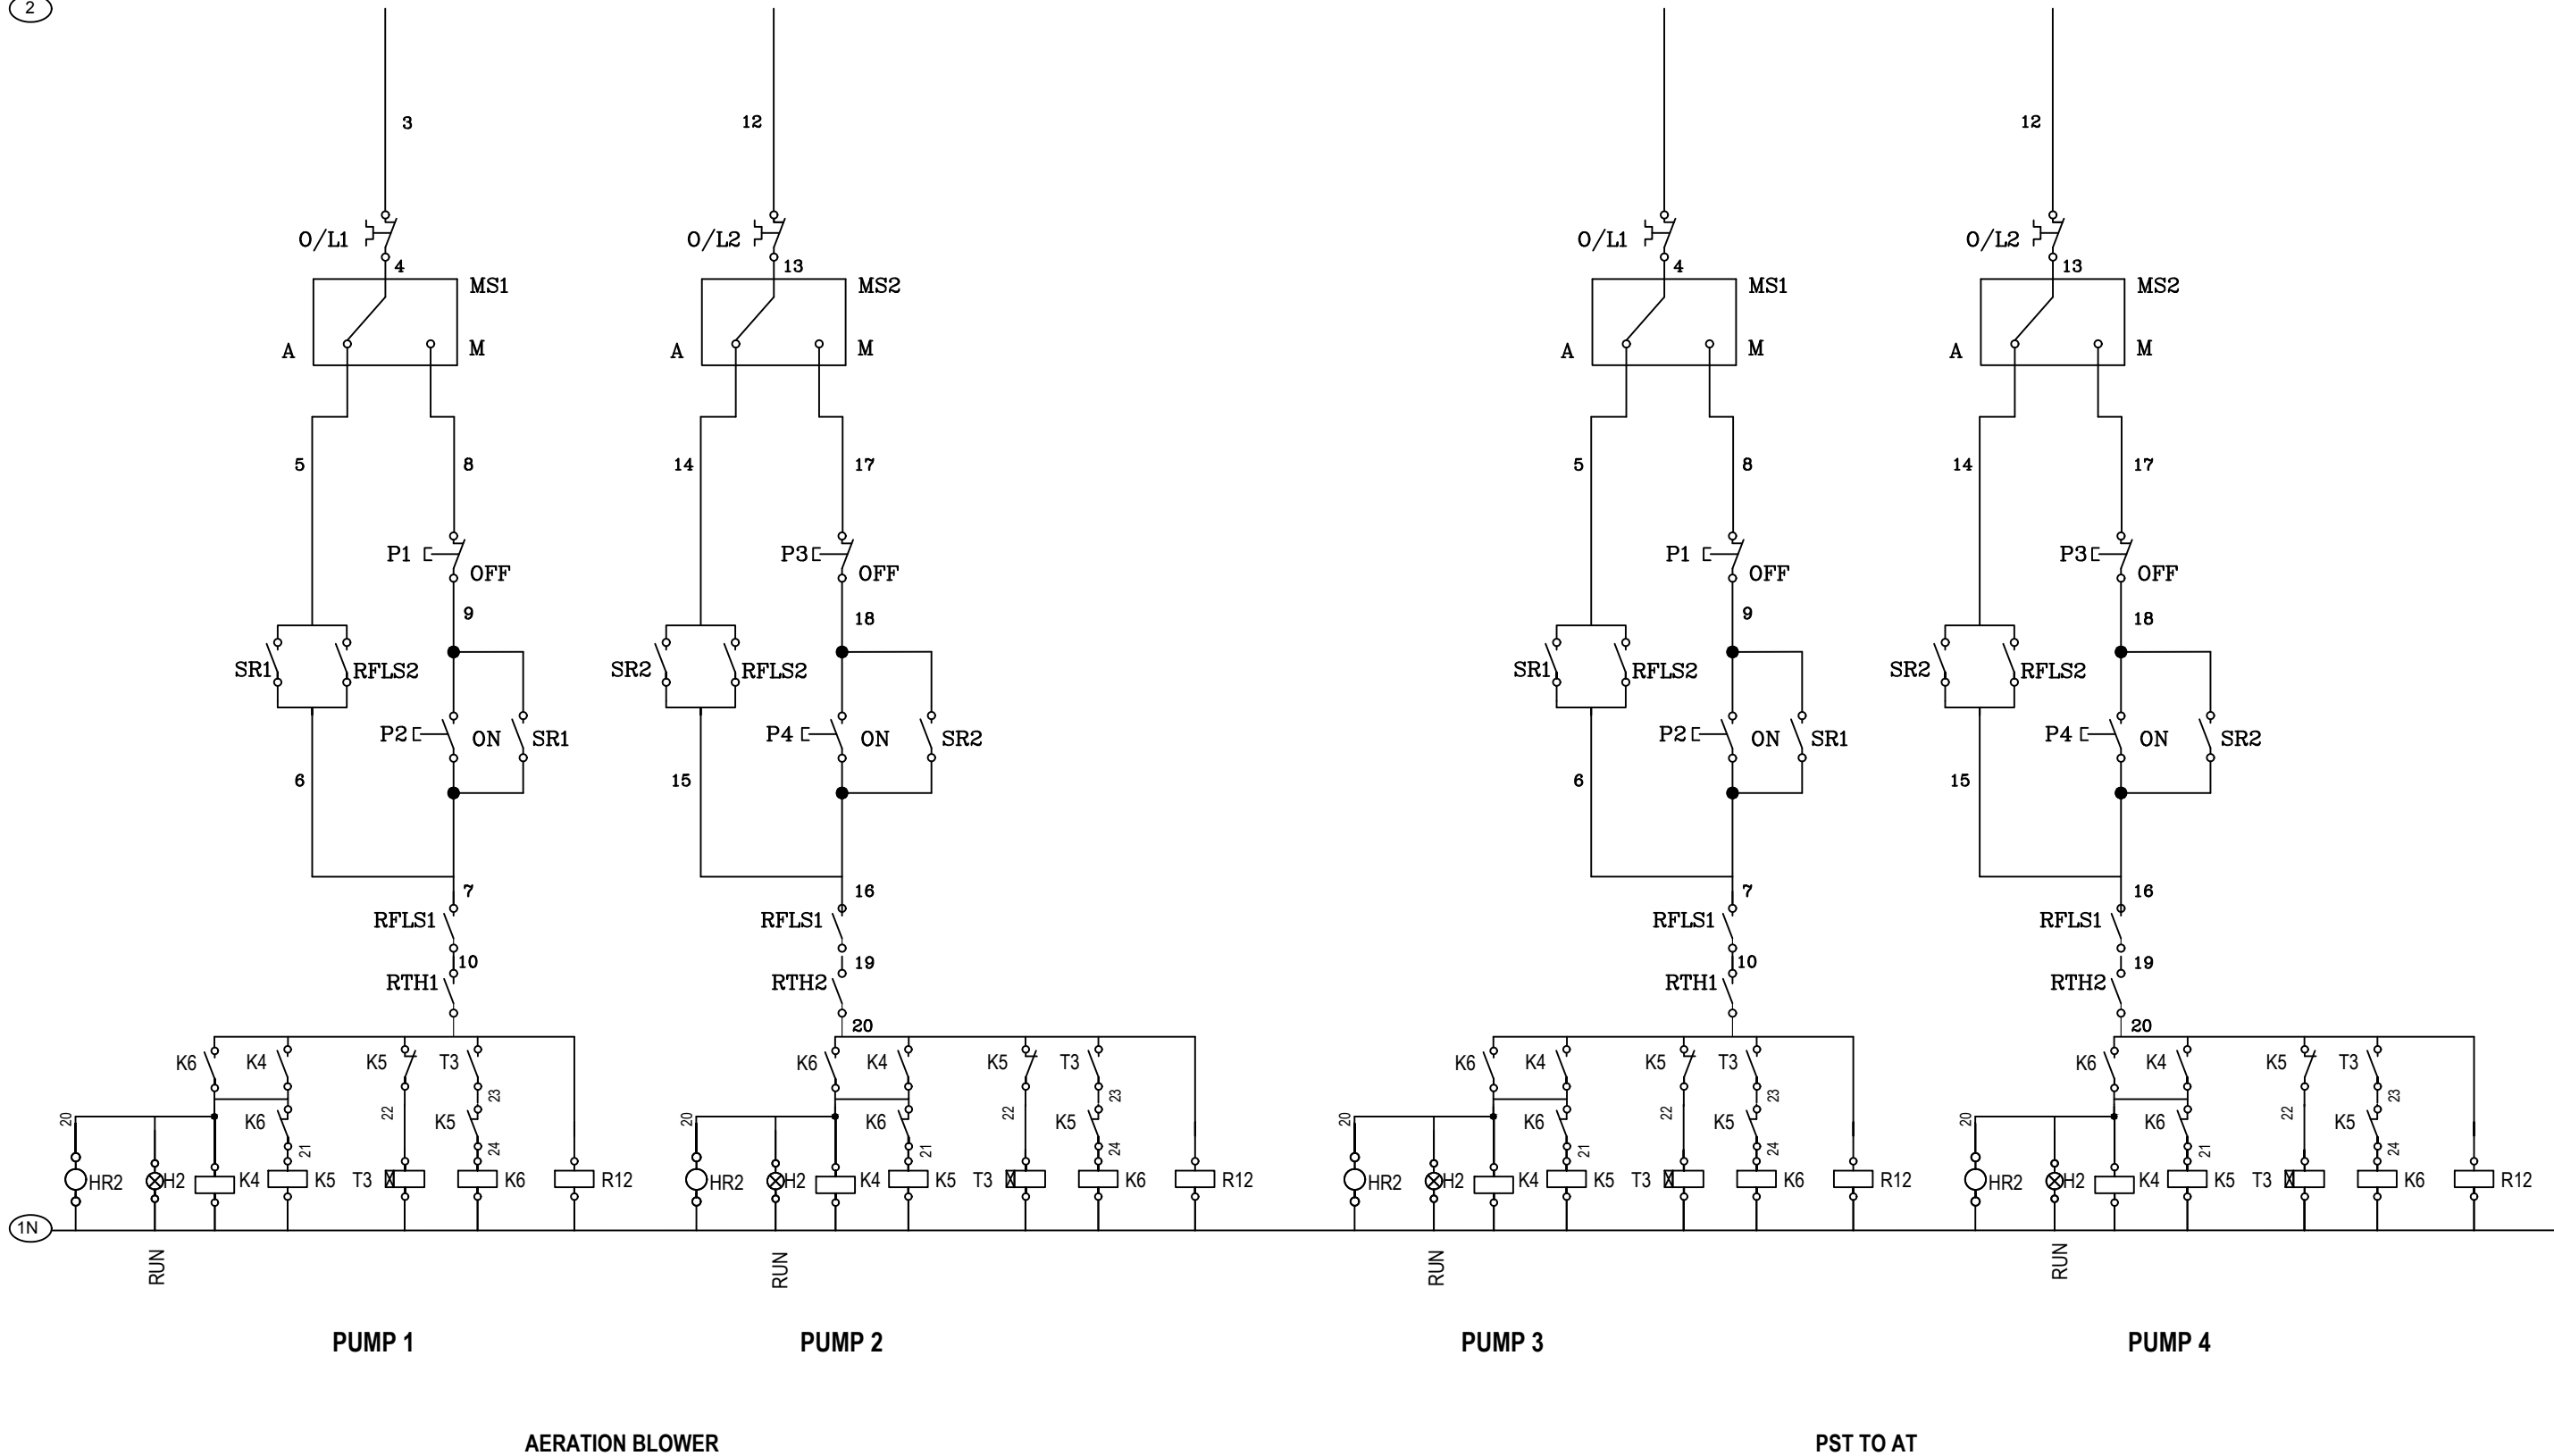 2
3 12 12
O/L1 O/L2 O/L1 O/L2
4 13 4 13
MS1 MS2 MS1 MS2
A M A M A M A M
5 8 14 17 5 8 14 17
P1 P3 P1 P3
OFF OFF OFF OFF
9 18 9 18
SR1 RFLS2 SR2 RFLS2 SR1 RFLS2 SR2 RFLS2
P2 ON SR1 P4 ON SR2 P2 ON SR1 P4 ON SR2
6 15 6 15
7 16 7 16
RFLS1 RFLS1 RFLS1 RFLS1
10 19 10 19
RTH1 RTH2 RTH1 RTH2
20 20
K6 K4 K5 T3 K6 K4 K5 T3 K6 K4 K5 T3 K6 K4 K5 T3
23 23 23 23
20 K6 22 K5 20 K6 22 K5 20 K6 22 K5 20 K6 22 K5
21 24 21 24 21 24 21 24
HR2 H2 K4 K5 T3 K6 R12 HR2 H2 K4 K5 T3 K6 R12 HR2 H2 K4 K5 T3 K6 R12 HR2 H2 K4 K5 T3 K6 R12
1N
RUN RUN RUN RUN
PUMP 1 PUMP 2 PUMP 3 PUMP 4
AERATION BLOWER PST TO AT